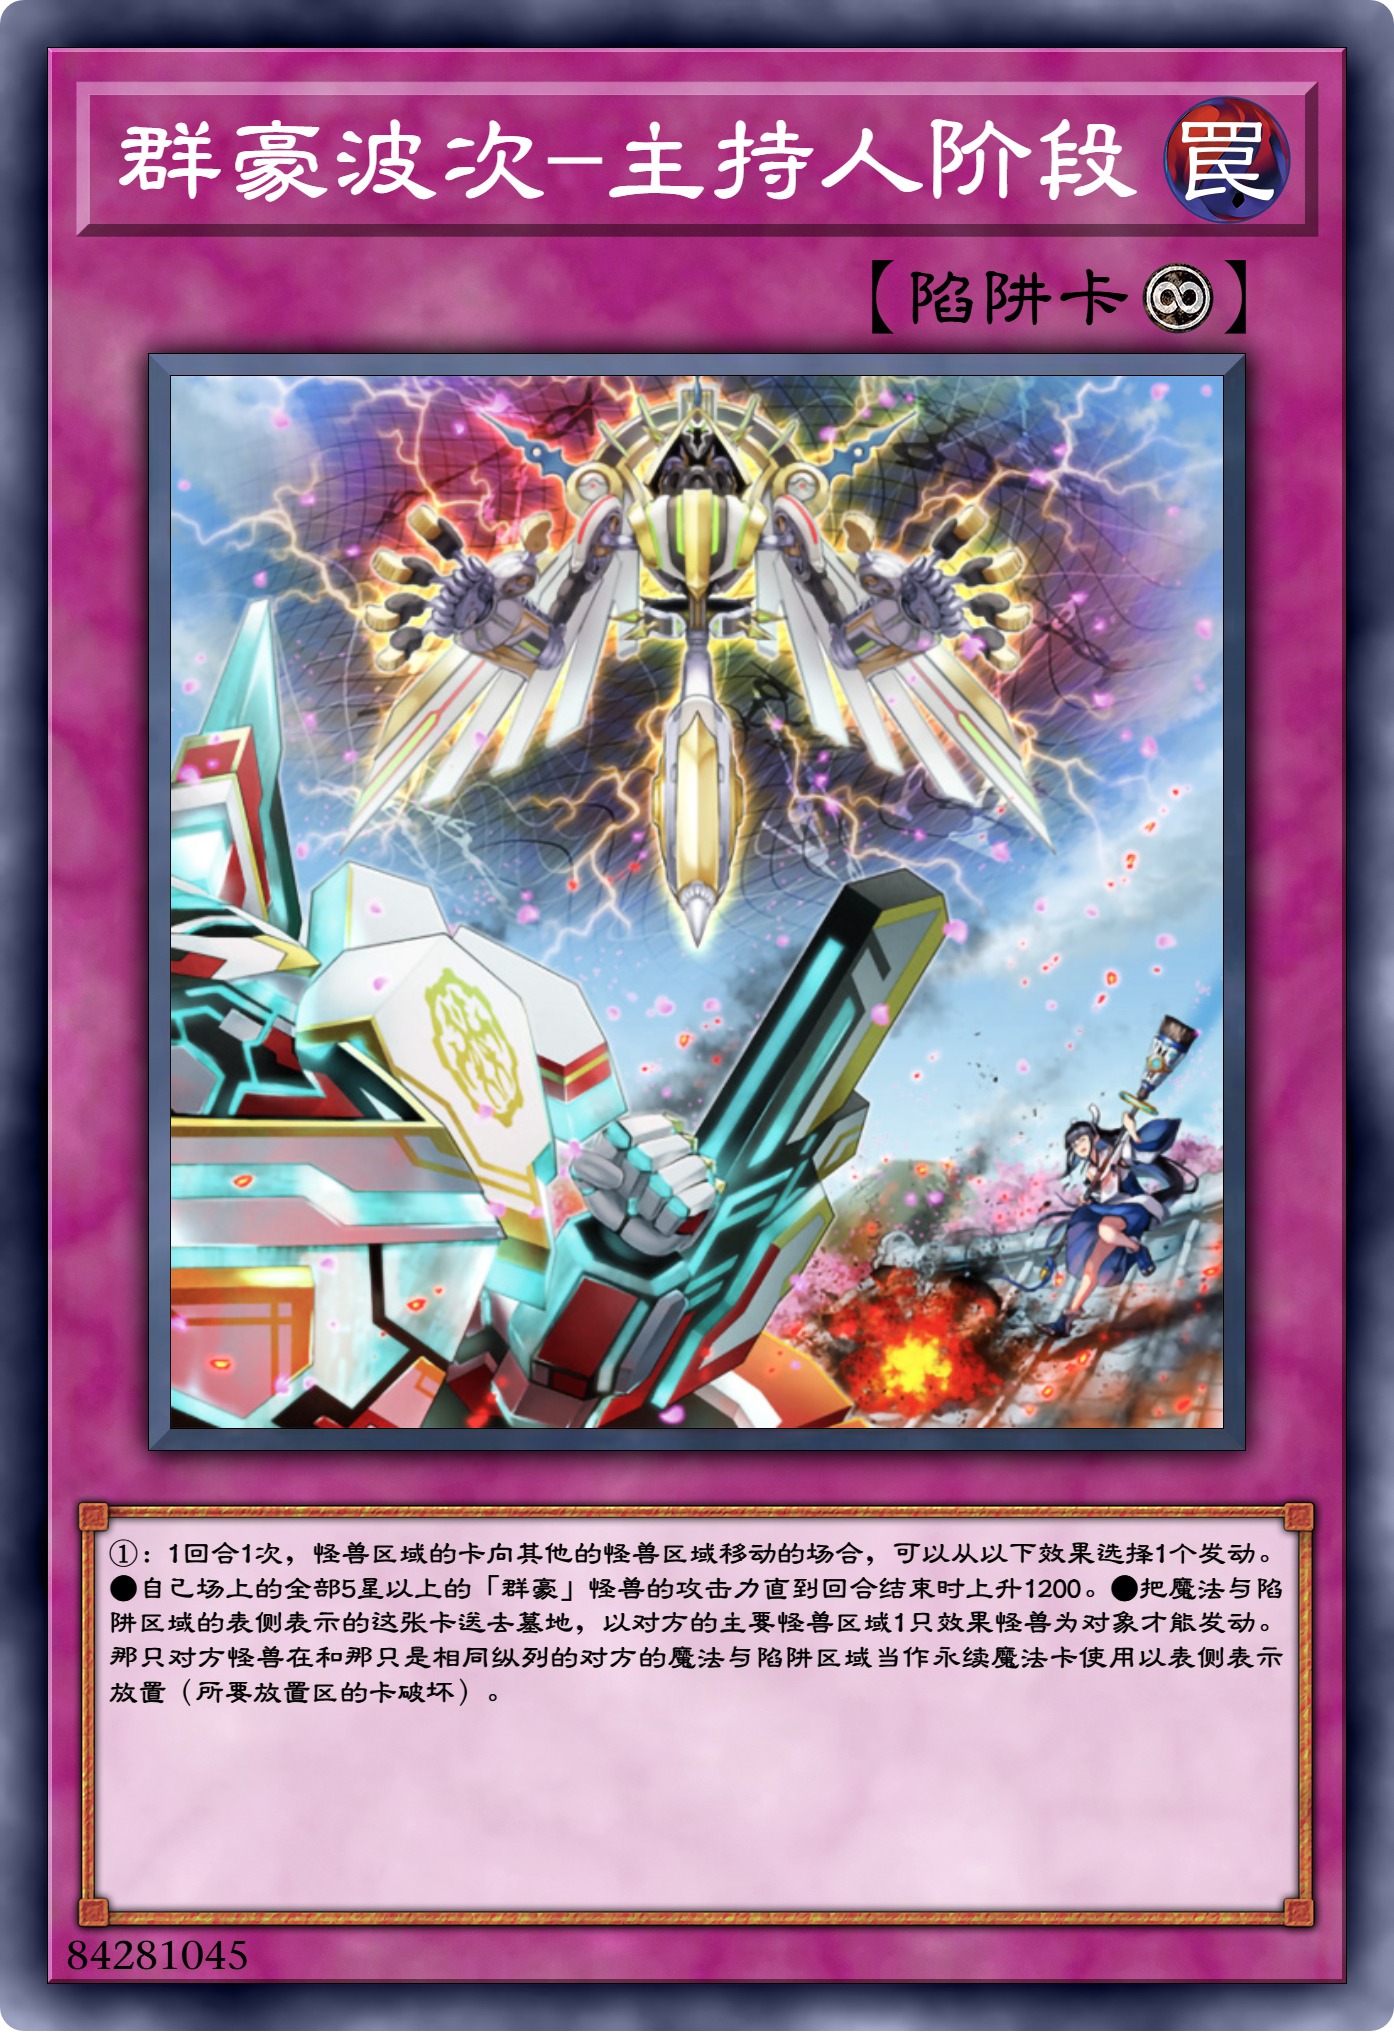 群豪波次-主持人阶段
罠
【陷阱卡】
①：1回合1次，怪兽区域的卡向其他的怪兽区域移动的场合，可以从以下效果选择1个发动。
●自己场上的全部5星以上的「群豪」怪兽的攻击力直到回合结束时上升1200。●把魔法与陷
阱区域的表侧表示的这张卡送去墓地，以对方的主要怪兽区域1只效果怪兽为对象才能发动。
那只对方怪兽在和那只是相同纵列的对方的魔法与陷阱区域当作永续魔法卡使用以表侧表示
放置（所要放置区的卡破坏）。
84281045